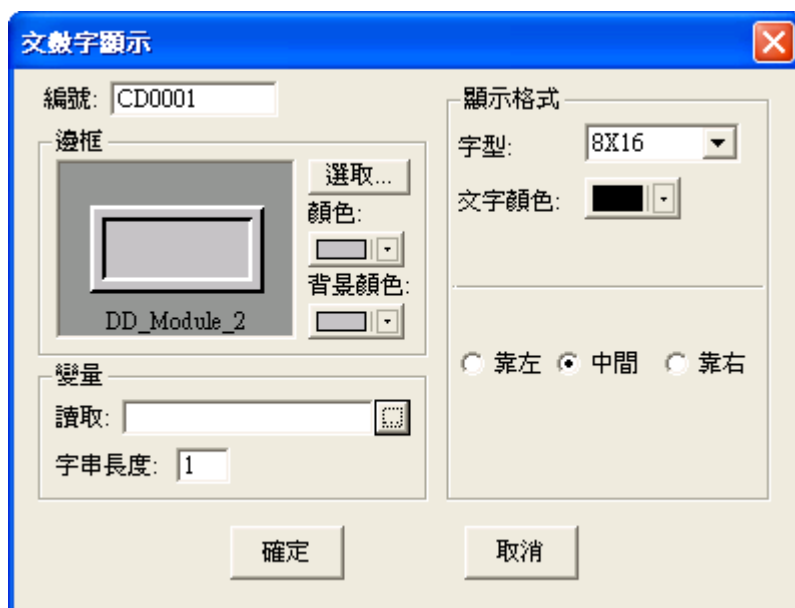 文數字顯示
編號: CD0001
邊框
選取...
顏色:
背景顏色:
DD_Module_2
變量
讀取:
字串長度: 1
顯示格式
字型: 8X16
文字顏色:
靠左 中間 靠右
確定 取消